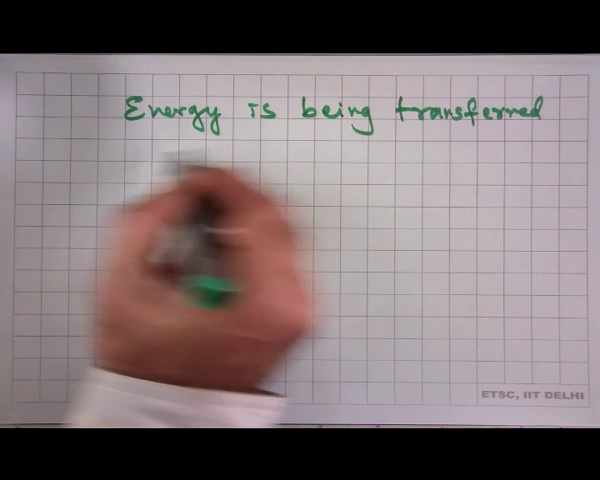 Energy is being transferred
ETSC, IIT DELHI